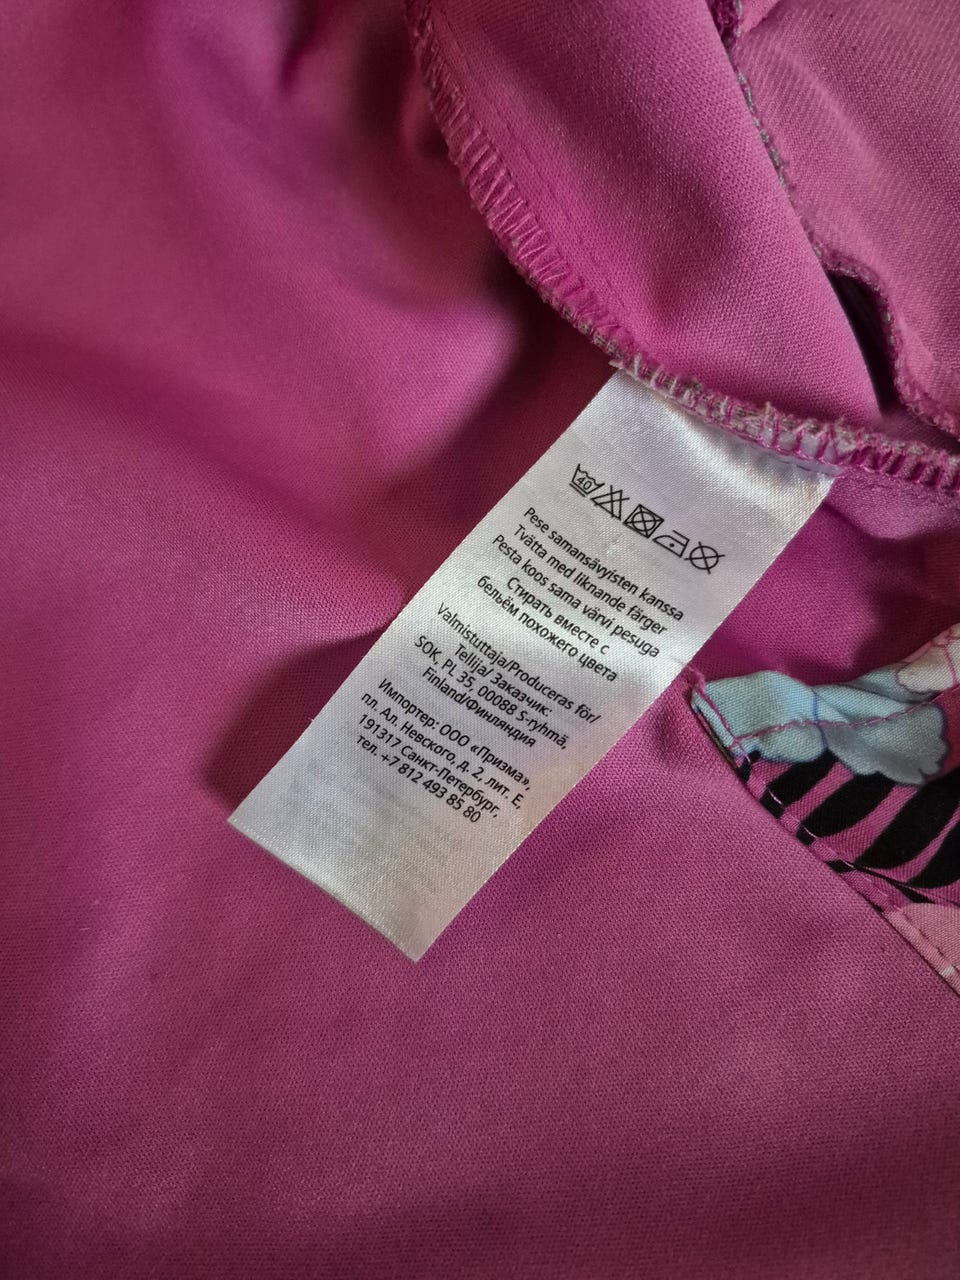 40
Pese samansävyisten kanssa
Tvätta med liknande färger
Pesta koos sama värvi pesuga
Стирать вместе с
бельём похожего цвета
Valmistuttaja/Produceras för/
Tellija/ Заказчик:
SOK, PL 35, 00088 S-ryhmä,
Finland/Финляндия
Импортер: ООО «Призма»,
пл. Ал. Невского, д. 2, лит. Е,
191317 Санкт-Петербург,
тел. +7 812 493 85 80